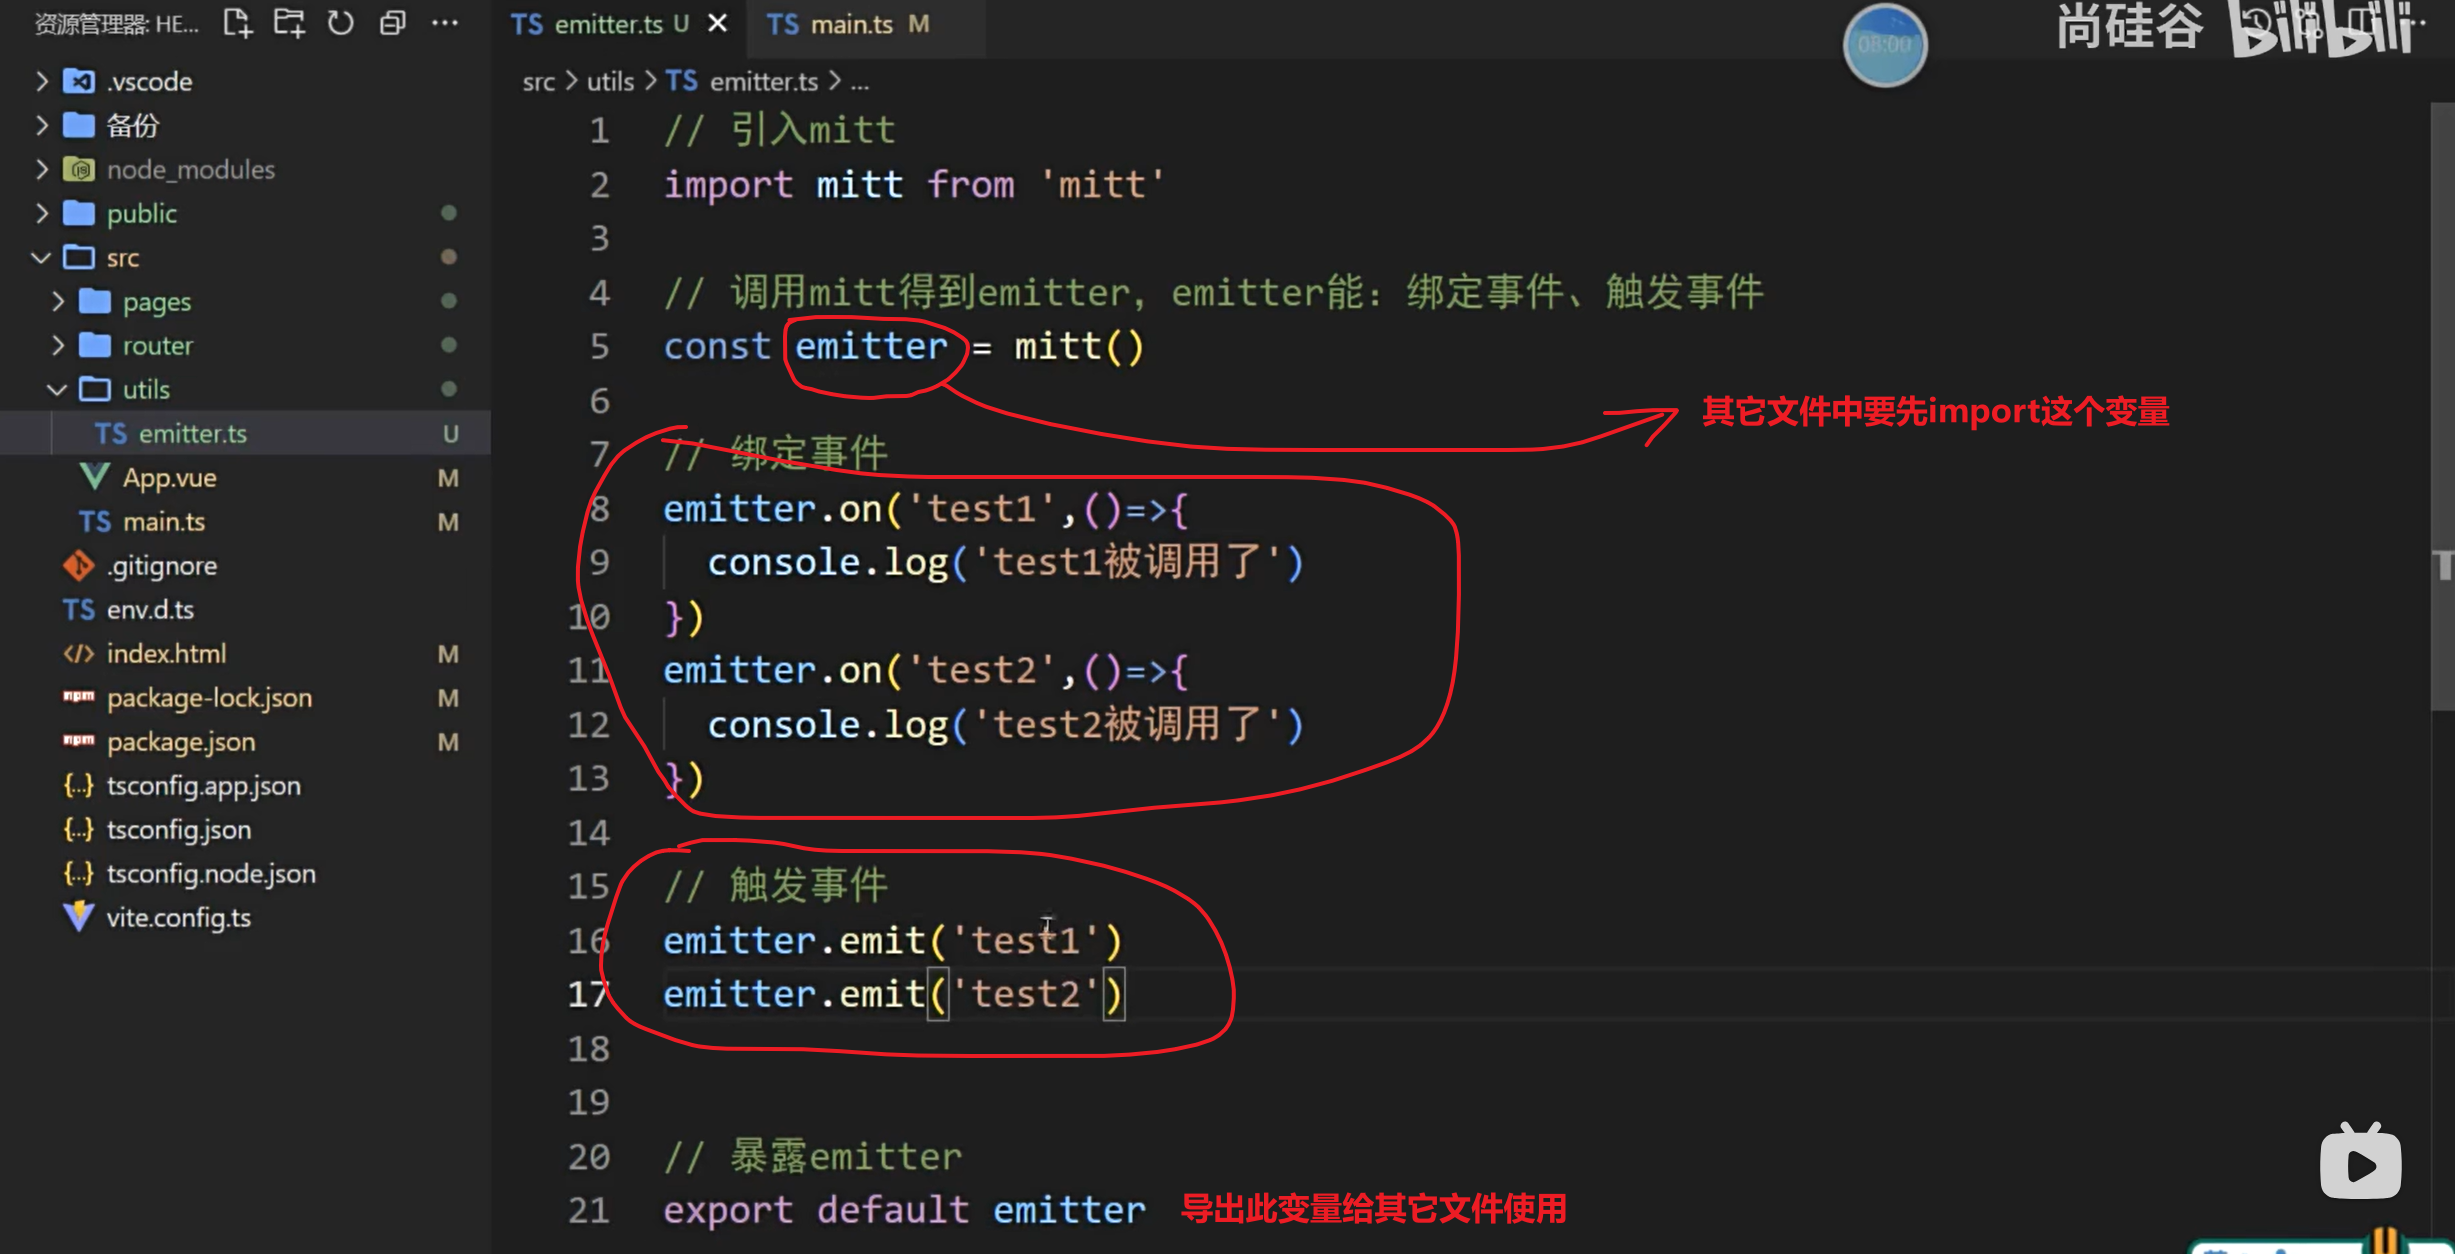 资源管理器: HE...
TS emitter.ts U
TS main.ts M
08:00
尚硅谷 bilibili
src > utils > TS emitter.ts > ...
.vscode
备份
node_modules
public
src
pages
router
utils
TS emitter.ts U
App.vue M
TS main.ts M
.gitignore
TS env.d.ts
index.html M
npm package-lock.json M
npm package.json M
{..} tsconfig.app.json
{..} tsconfig.json
{..} tsconfig.node.json
vite.config.ts
1 // 引入mitt
2 import mitt from 'mitt'
3
4 // 调用mitt得到emitter, emitter能: 绑定事件、触发事件
5 const emitter = mitt()
6
其它文件中要先import这个变量
7 // 绑定事件
8 emitter.on('test1',()=>{
9 console.log('test1被调用了')
10 })
11 emitter.on('test2',()=>{
12 console.log('test2被调用了')
13 })
14
15 // 触发事件
16 emitter.emit('test1')
17 emitter.emit('test2')
18
19
20 // 暴露emitter
21 export default emitter 导出此变量给其它文件使用